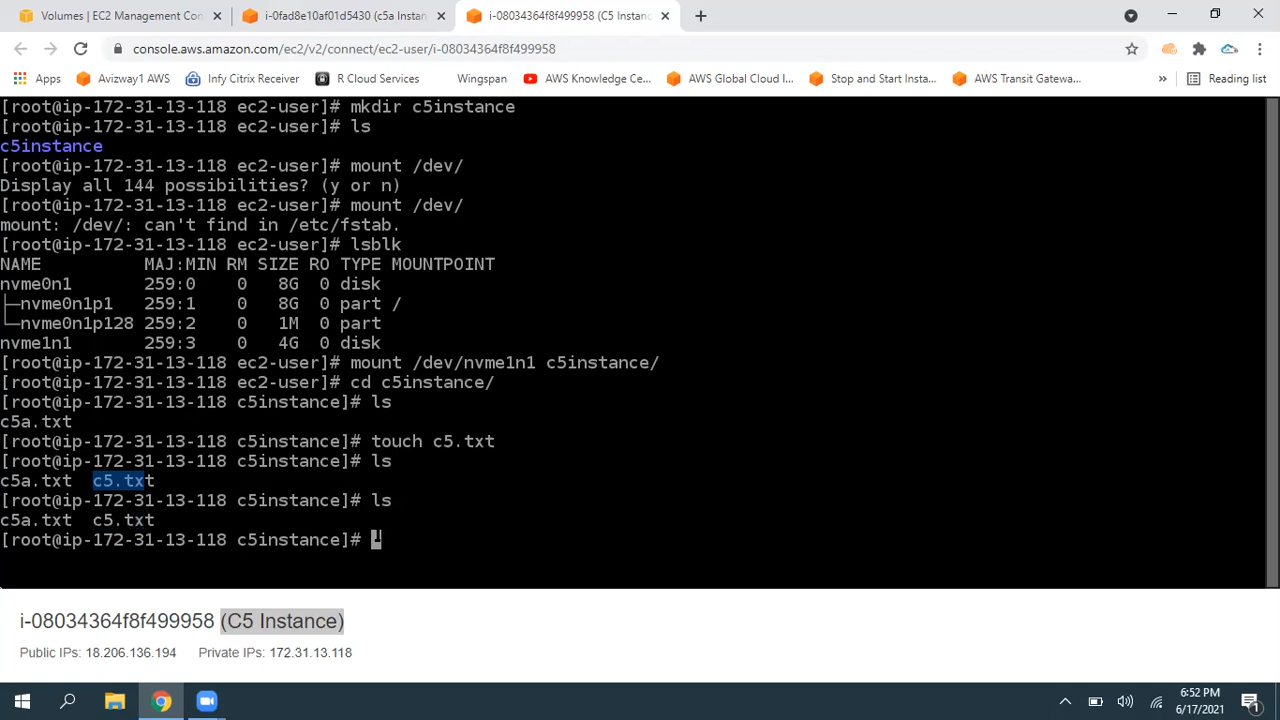 Volumes | EC2 Management Con
i-0fad8e10af01d5430 (c5a Instan
i-08034364f8f499958 (C5 Instance)
console.aws.amazon.com/ec2/v2/connect/ec2-user/i-08034364f8f499958
Apps
Avizway1 AWS
Infy Citrix Receiver
R Cloud Services
Wingspan
AWS Knowledge Ce...
AWS Global Cloud I...
Stop and Start Insta...
AWS Transit Gatewa...
»
Reading list
[root@ip-172-31-13-118 ec2-user]# mkdir c5instance
[root@ip-172-31-13-118 ec2-user]# ls
c5instance
[root@ip-172-31-13-118 ec2-user]# mount /dev/
Display all 144 possibilities? (y or n)
[root@ip-172-31-13-118 ec2-user]# mount /dev/
mount: /dev/: can't find in /etc/fstab.
[root@ip-172-31-13-118 ec2-user]# lsblk
NAME          MAJ:MIN RM SIZE RO TYPE MOUNTPOINT
nvme0n1       259:0    0   8G  0 disk
├─nvme0n1p1   259:1    0   8G  0 part /
└─nvme0n1p128 259:2    0   1M  0 part
nvme1n1       259:3    0   4G  0 disk
[root@ip-172-31-13-118 ec2-user]# mount /dev/nvme1n1 c5instance/
[root@ip-172-31-13-118 ec2-user]# cd c5instance/
[root@ip-172-31-13-118 c5instance]# ls
c5a.txt
[root@ip-172-31-13-118 c5instance]# touch c5.txt
[root@ip-172-31-13-118 c5instance]# ls
c5a.txt  c5.txt
[root@ip-172-31-13-118 c5instance]# ls
c5a.txt  c5.txt
[root@ip-172-31-13-118 c5instance]#
i-08034364f8f499958 (C5 Instance)
Public IPs: 18.206.136.194 Private IPs: 172.31.13.118
6:52 PM
6/17/2021
1